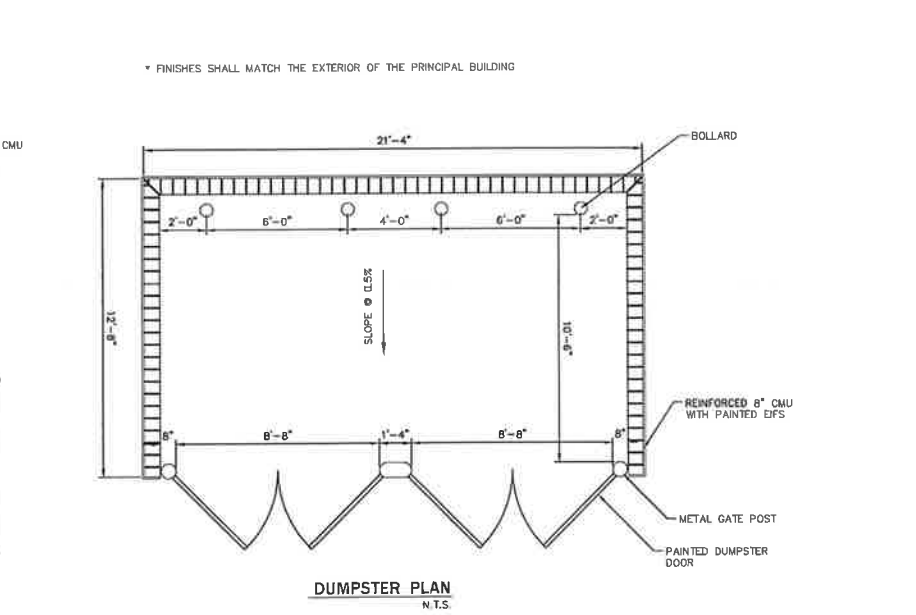 * FINISHES SHALL MATCH THE EXTERIOR OF THE PRINCIPAL BUILDING
CMU
21'-4"
BOLLARD
2'-0"
6'-0"
4'-0"
6'-0"
2'-0"
SLOPE @ 0.5%
12'-8"
10'-6"
REINFORCED 8" CMU
WITH PAINTED EIFS
8"
8'-8"
1'-4"
8'-8"
8"
METAL GATE POST
PAINTED DUMPSTER
DOOR
DUMPSTER PLAN
N.T.S.